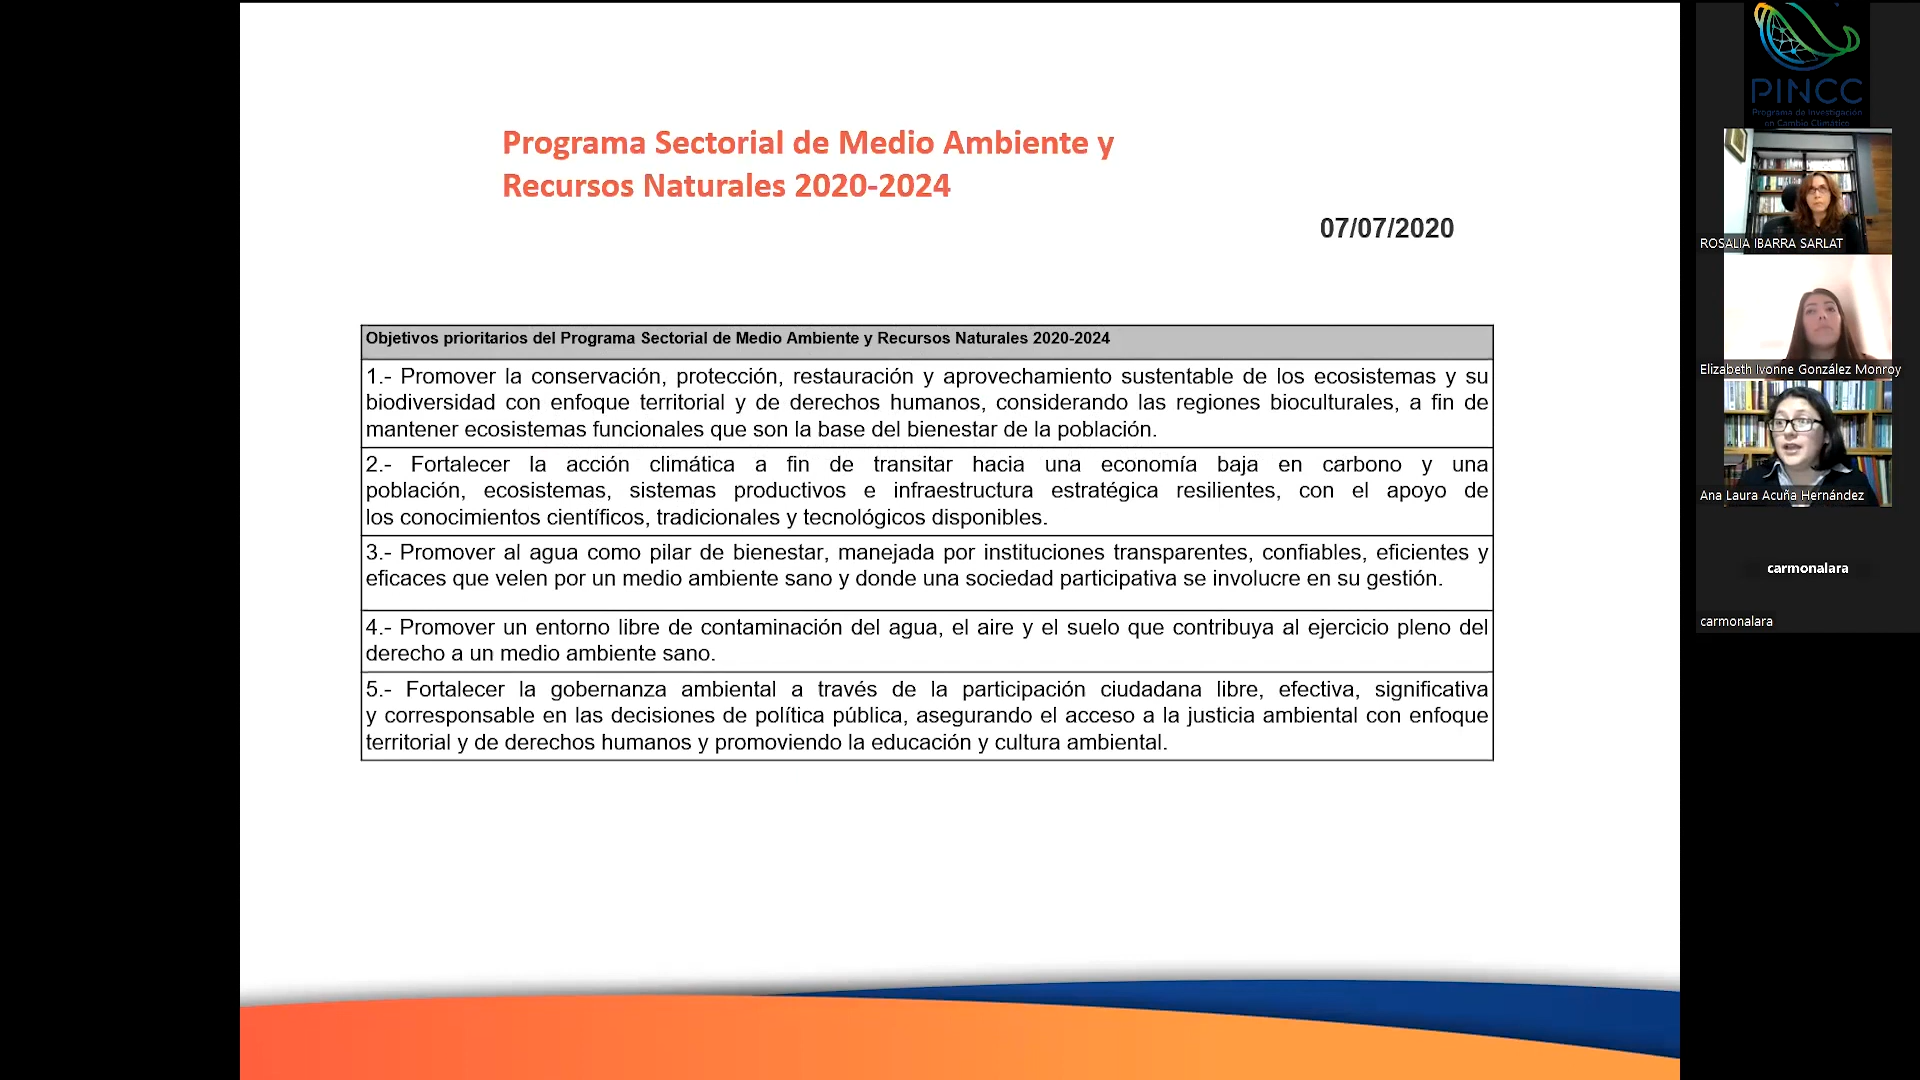 Programa Sectorial de Medio Ambiente y
Recursos Naturales 2020-2024
07/07/2020
Objetivos prioritarios del Programa Sectorial de Medio Ambiente y Recursos Naturales 2020-2024
1.- Promover la conservación, protección, restauración y aprovechamiento sustentable de los ecosistemas y su
biodiversidad con enfoque territorial y de derechos humanos, considerando las regiones bioculturales, a fin de
mantener ecosistemas funcionales que son la base del bienestar de la población.
2.- Fortalecer la acción climática a fin de transitar hacia una economía baja en carbono y una
población, ecosistemas, sistemas productivos e infraestructura estratégica resilientes, con el apoyo de
los conocimientos científicos, tradicionales y tecnológicos disponibles.
3.- Promover al agua como pilar de bienestar, manejada por instituciones transparentes, confiables, eficientes y
eficaces que velen por un medio ambiente sano y donde una sociedad participativa se involucre en su gestión.
4.- Promover un entorno libre de contaminación del agua, el aire y el suelo que contribuya al ejercicio pleno del
derecho a un medio ambiente sano.
5.- Fortalecer la gobernanza ambiental a través de la participación ciudadana libre, efectiva, significativa
y corresponsable en las decisiones de política pública, asegurando el acceso a la justicia ambiental con enfoque
territorial y de derechos humanos y promoviendo la educación y cultura ambiental.
PINCC
Programa de Investigación
en Cambio Climático
ROSALIA IBARRA SARLAT
Elizabeth Ivonne González Monroy
Ana Laura Acuña Hernández
carmonalara
carmonalara